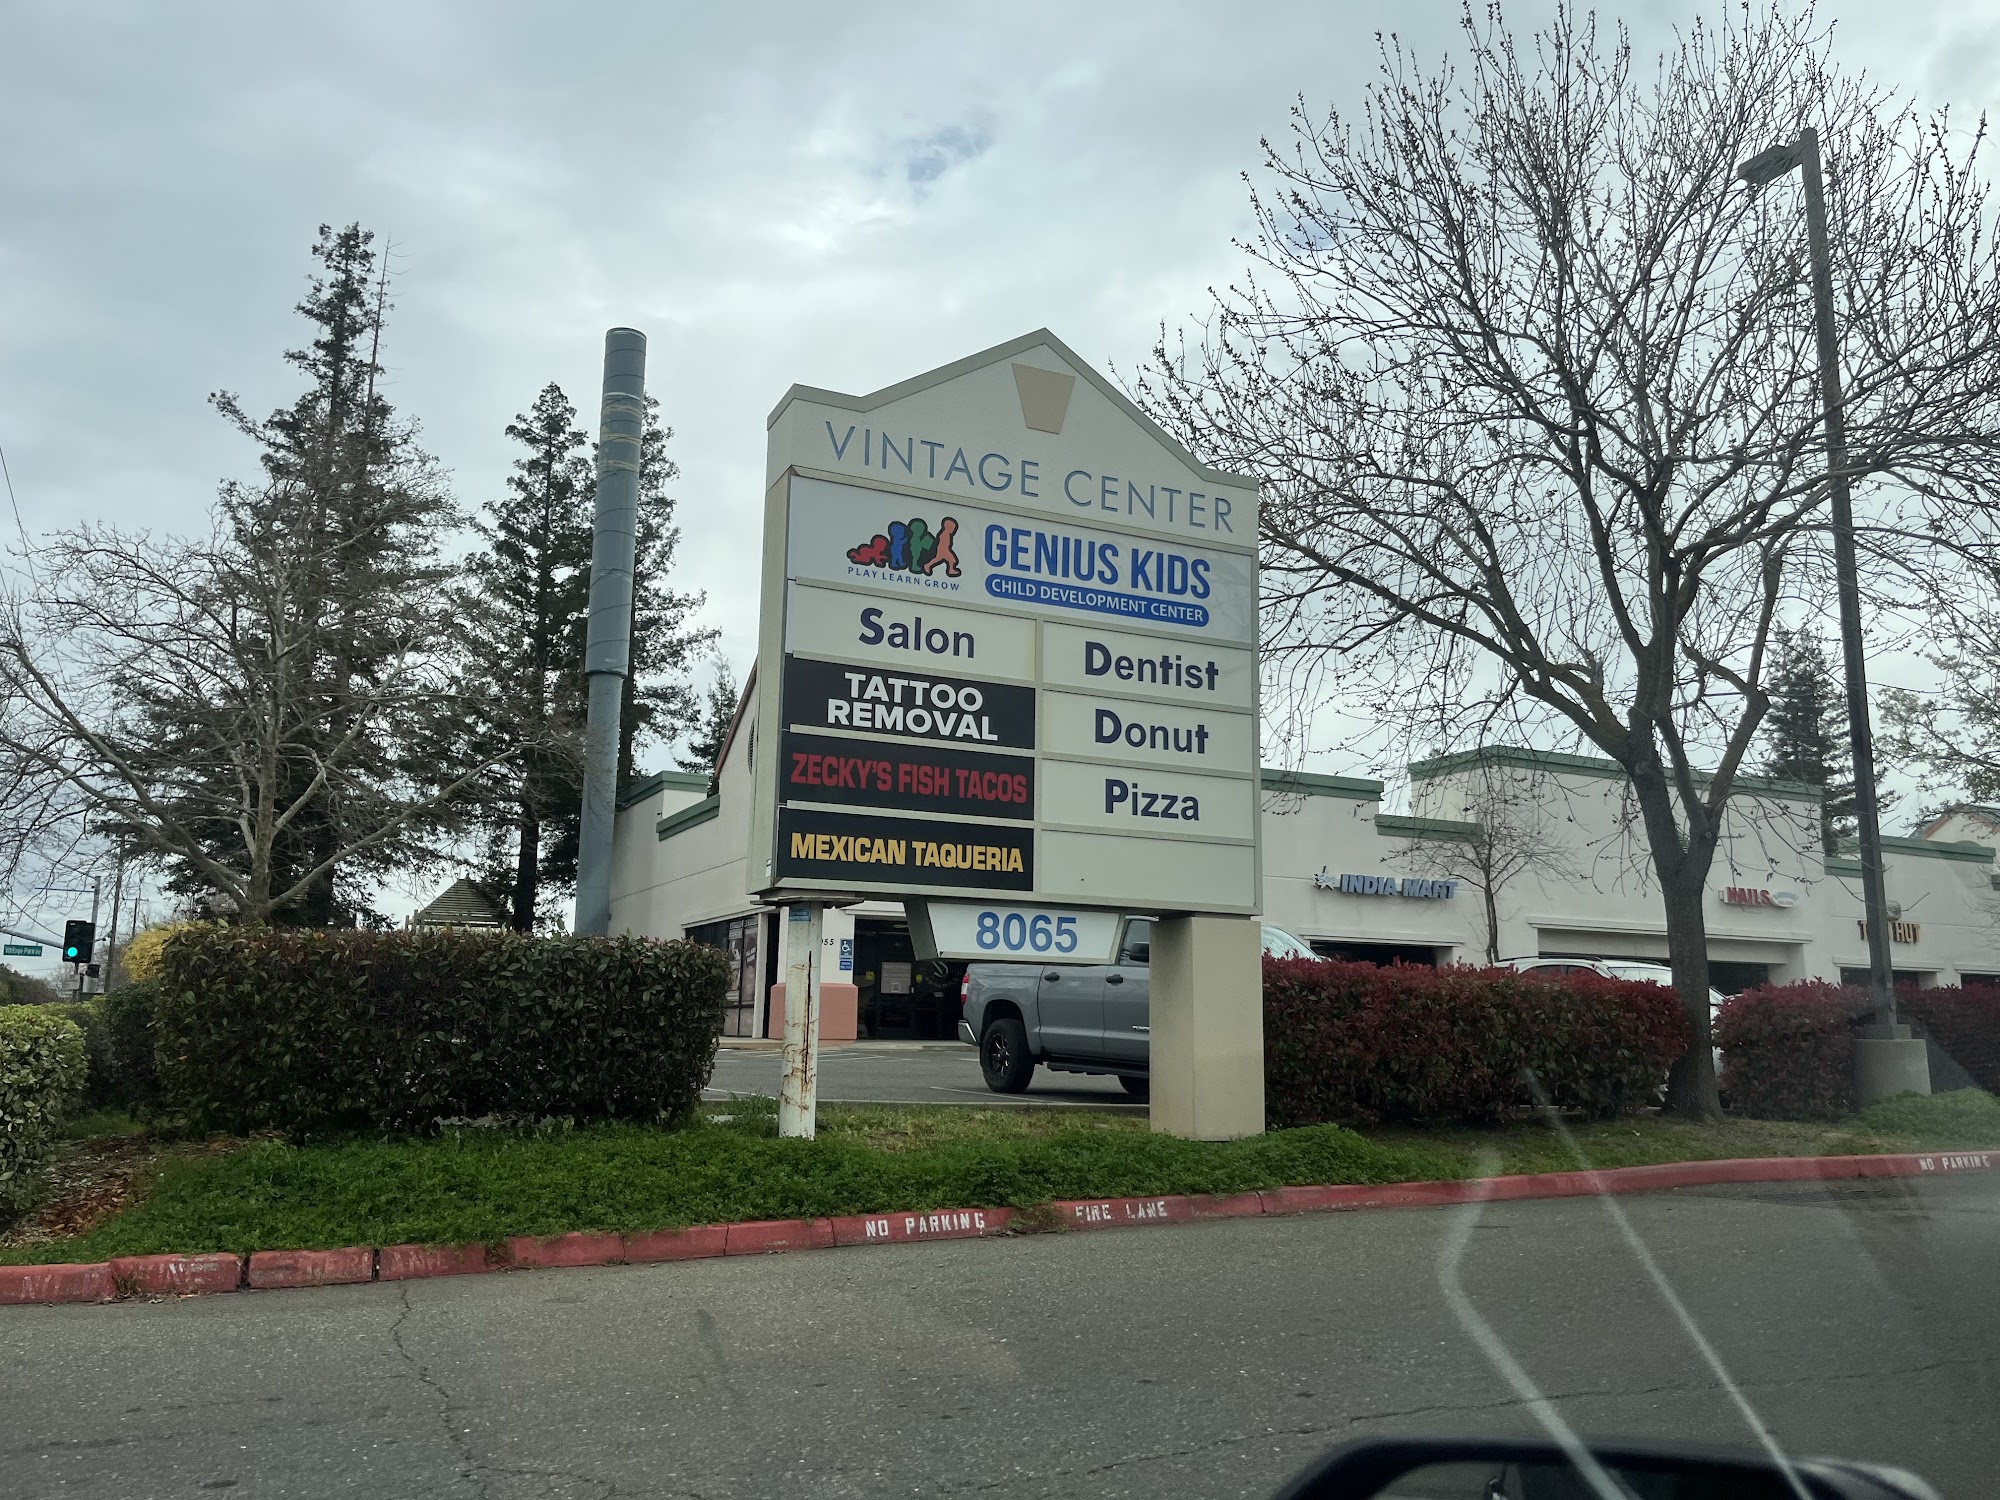 VINTAGE CENTER
PLAY LEARN GROW
GENIUS KIDS
CHILD DEVELOPMENT CENTER
Salon
Dentist
TATTOO
REMOVAL
Donut
ZECKY'S FISH TACOS
Pizza
MEXICAN TAQUERIA
8065
INDIA MART
NAILS
HUT
NO PARKING
FIRE LANE
NO PARKING